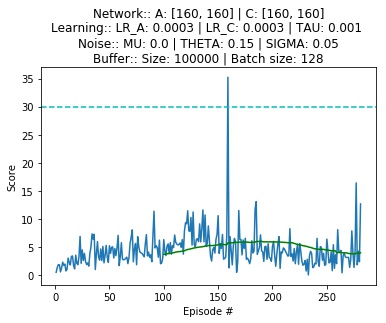 Network:: A: [160, 160] | C: [160, 160]
Learning:: LR_A: 0.0003 | LR_C: 0.0003 | TAU: 0.001
Noise:: MU: 0.0 | THETA: 0.15 | SIGMA: 0.05
Buffer:: Size: 100000 | Batch size: 128
35
30
25
20
15
10
5
0
Score
0
50
100
150
200
250
Episode #